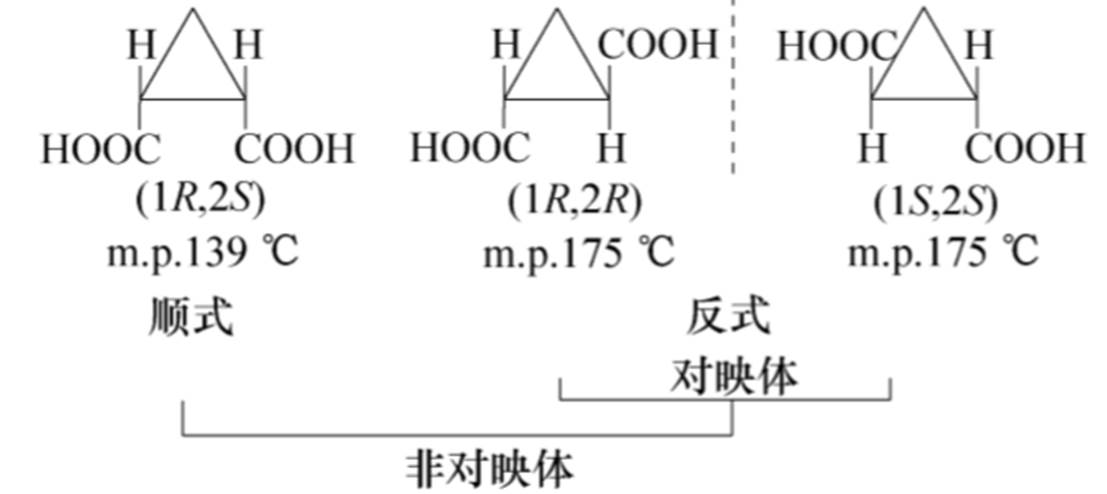 H H H COOH HOOC H
HOOC COOH HOOC H H COOH
(1R,2S) (1R,2R) (1S,2S)
m.p.139 ℃ m.p.175 ℃ m.p.175 ℃
顺式 反式
对映体
非对映体